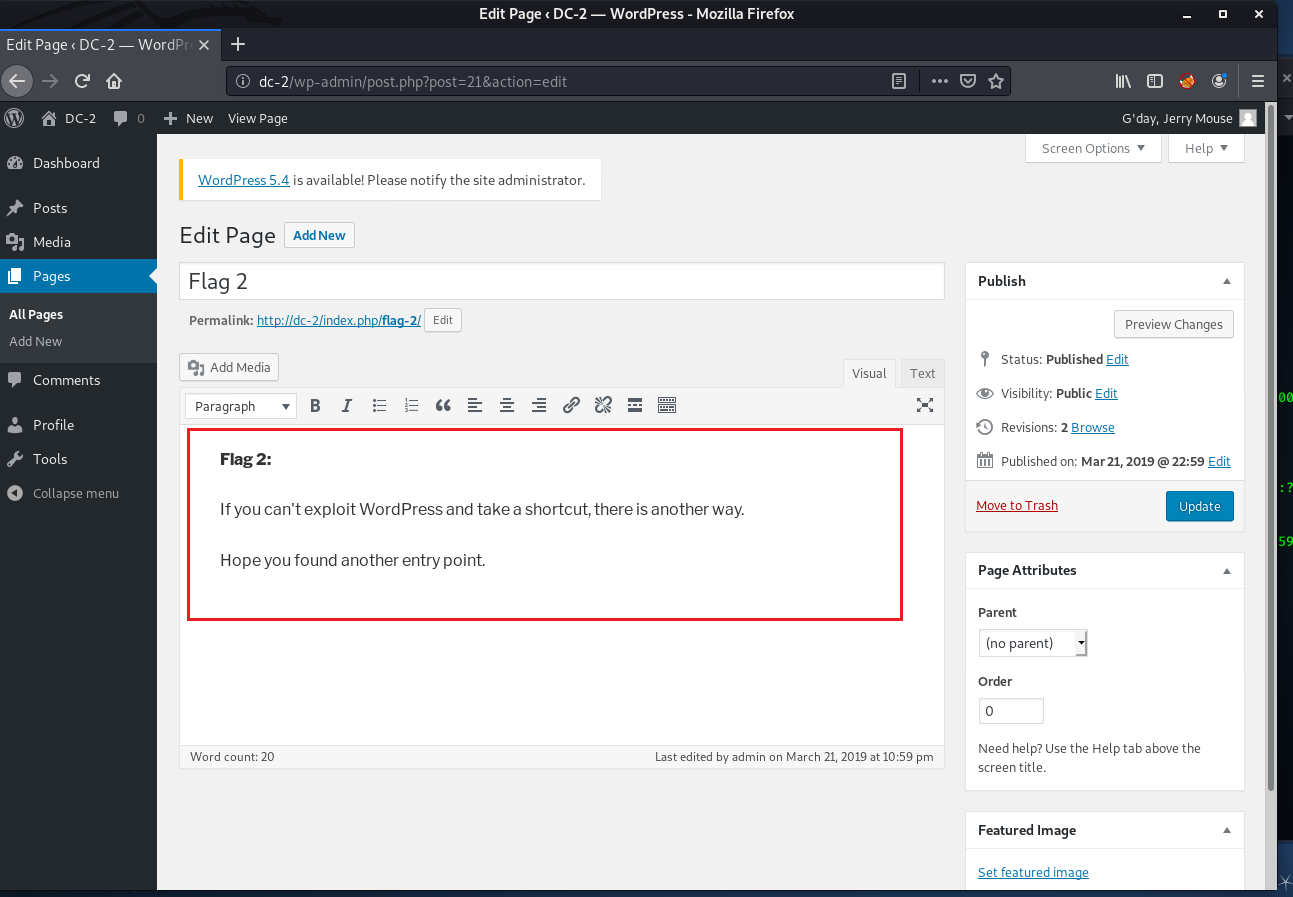 Edit Page ‹ DC-2 — WordPress - Mozilla Firefox
Edit Page ‹ DC-2 — WordPr
dc-2/wp-admin/post.php?post=21&action=edit
DC-2 0 New View Page G'day, Jerry Mouse
Screen Options Help
Dashboard
Posts
Media
Pages
All Pages
Add New
Comments
Profile
Tools
Collapse menu
WordPress 5.4 is available! Please notify the site administrator.
Edit Page Add New
Flag 2
Permalink: http://dc-2/index.php/flag-2/ Edit
Add Media
Visual Text
Paragraph
Flag 2:
If you can't exploit WordPress and take a shortcut, there is another way.
Hope you found another entry point.
Word count: 20 Last edited by admin on March 21, 2019 at 10:59 pm
Publish
Preview Changes
Status: Published Edit
Visibility: Public Edit
Revisions: 2 Browse
Published on: Mar 21, 2019 @ 22:59 Edit
Move to Trash Update
Page Attributes
Parent
(no parent)
Order
0
Need help? Use the Help tab above the
screen title.
Featured Image
Set featured image
00
:?
59